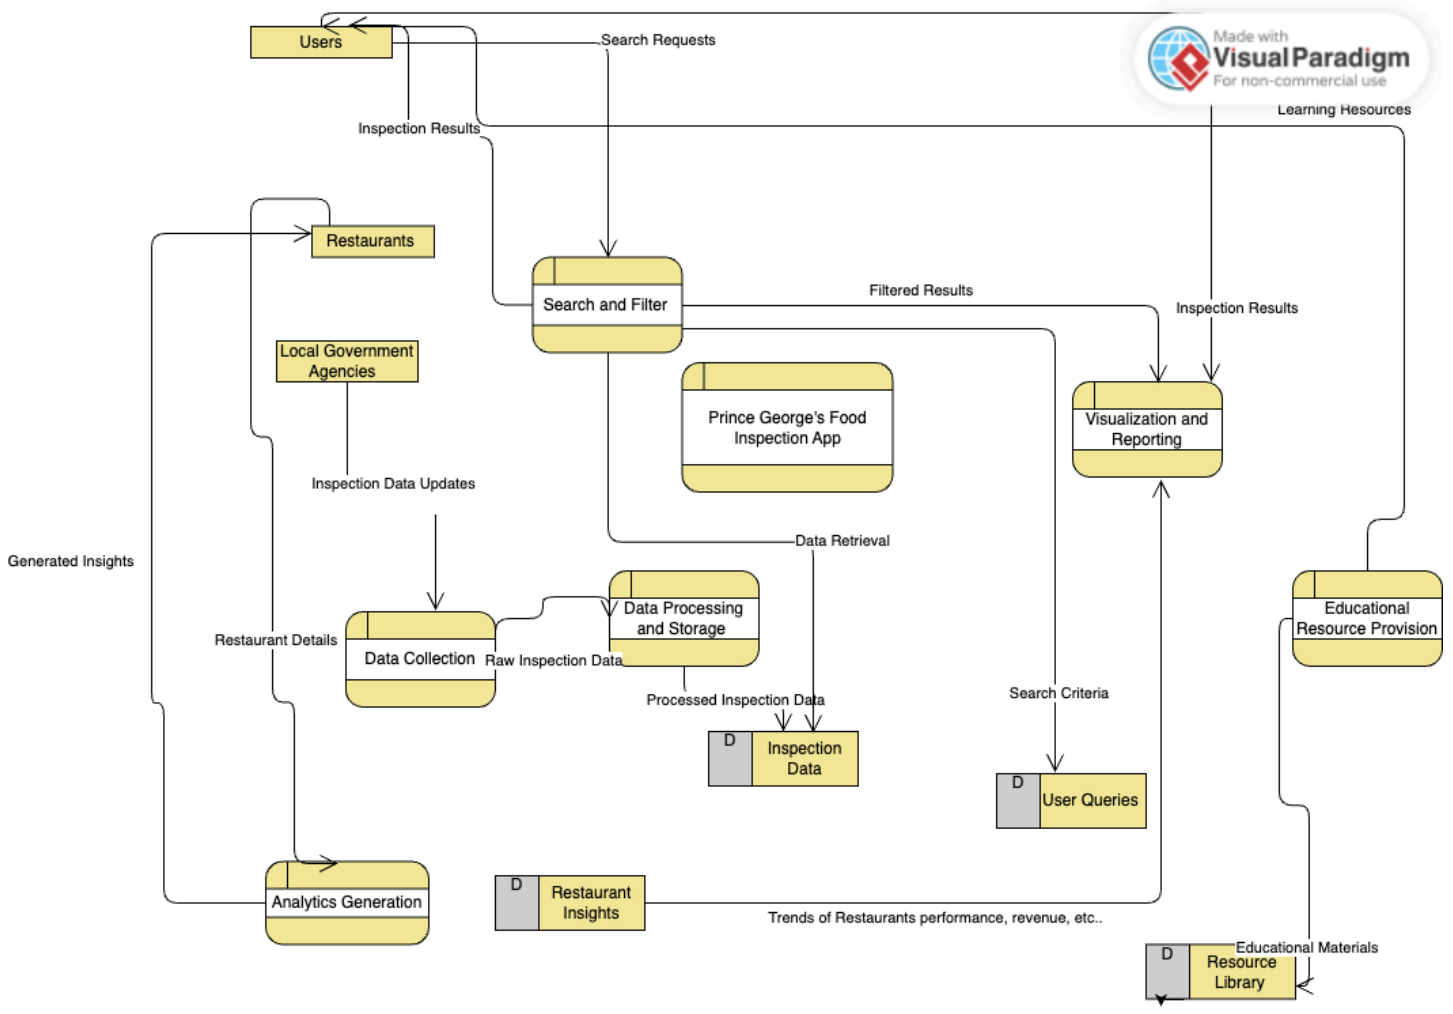 Made with
Visual Paradigm
For non-commercial use
Users
Search Requests
Learning Resources
Inspection Results
Restaurants
Search and Filter
Filtered Results
Inspection Results
Local Government
Agencies
Prince George's Food
Inspection App
Visualization and
Reporting
Inspection Data Updates
Data Retrieval
Generated Insights
Data Processing
and Storage
Educational
Resource Provision
Restaurant Details
Data Collection
Raw Inspection Data
Processed Inspection Data
Search Criteria
D
Inspection
Data
D
User Queries
Analytics Generation
D
Restaurant
Insights
Trends of Restaurants performance, revenue, etc..
Educational Materials
D
Resource
Library